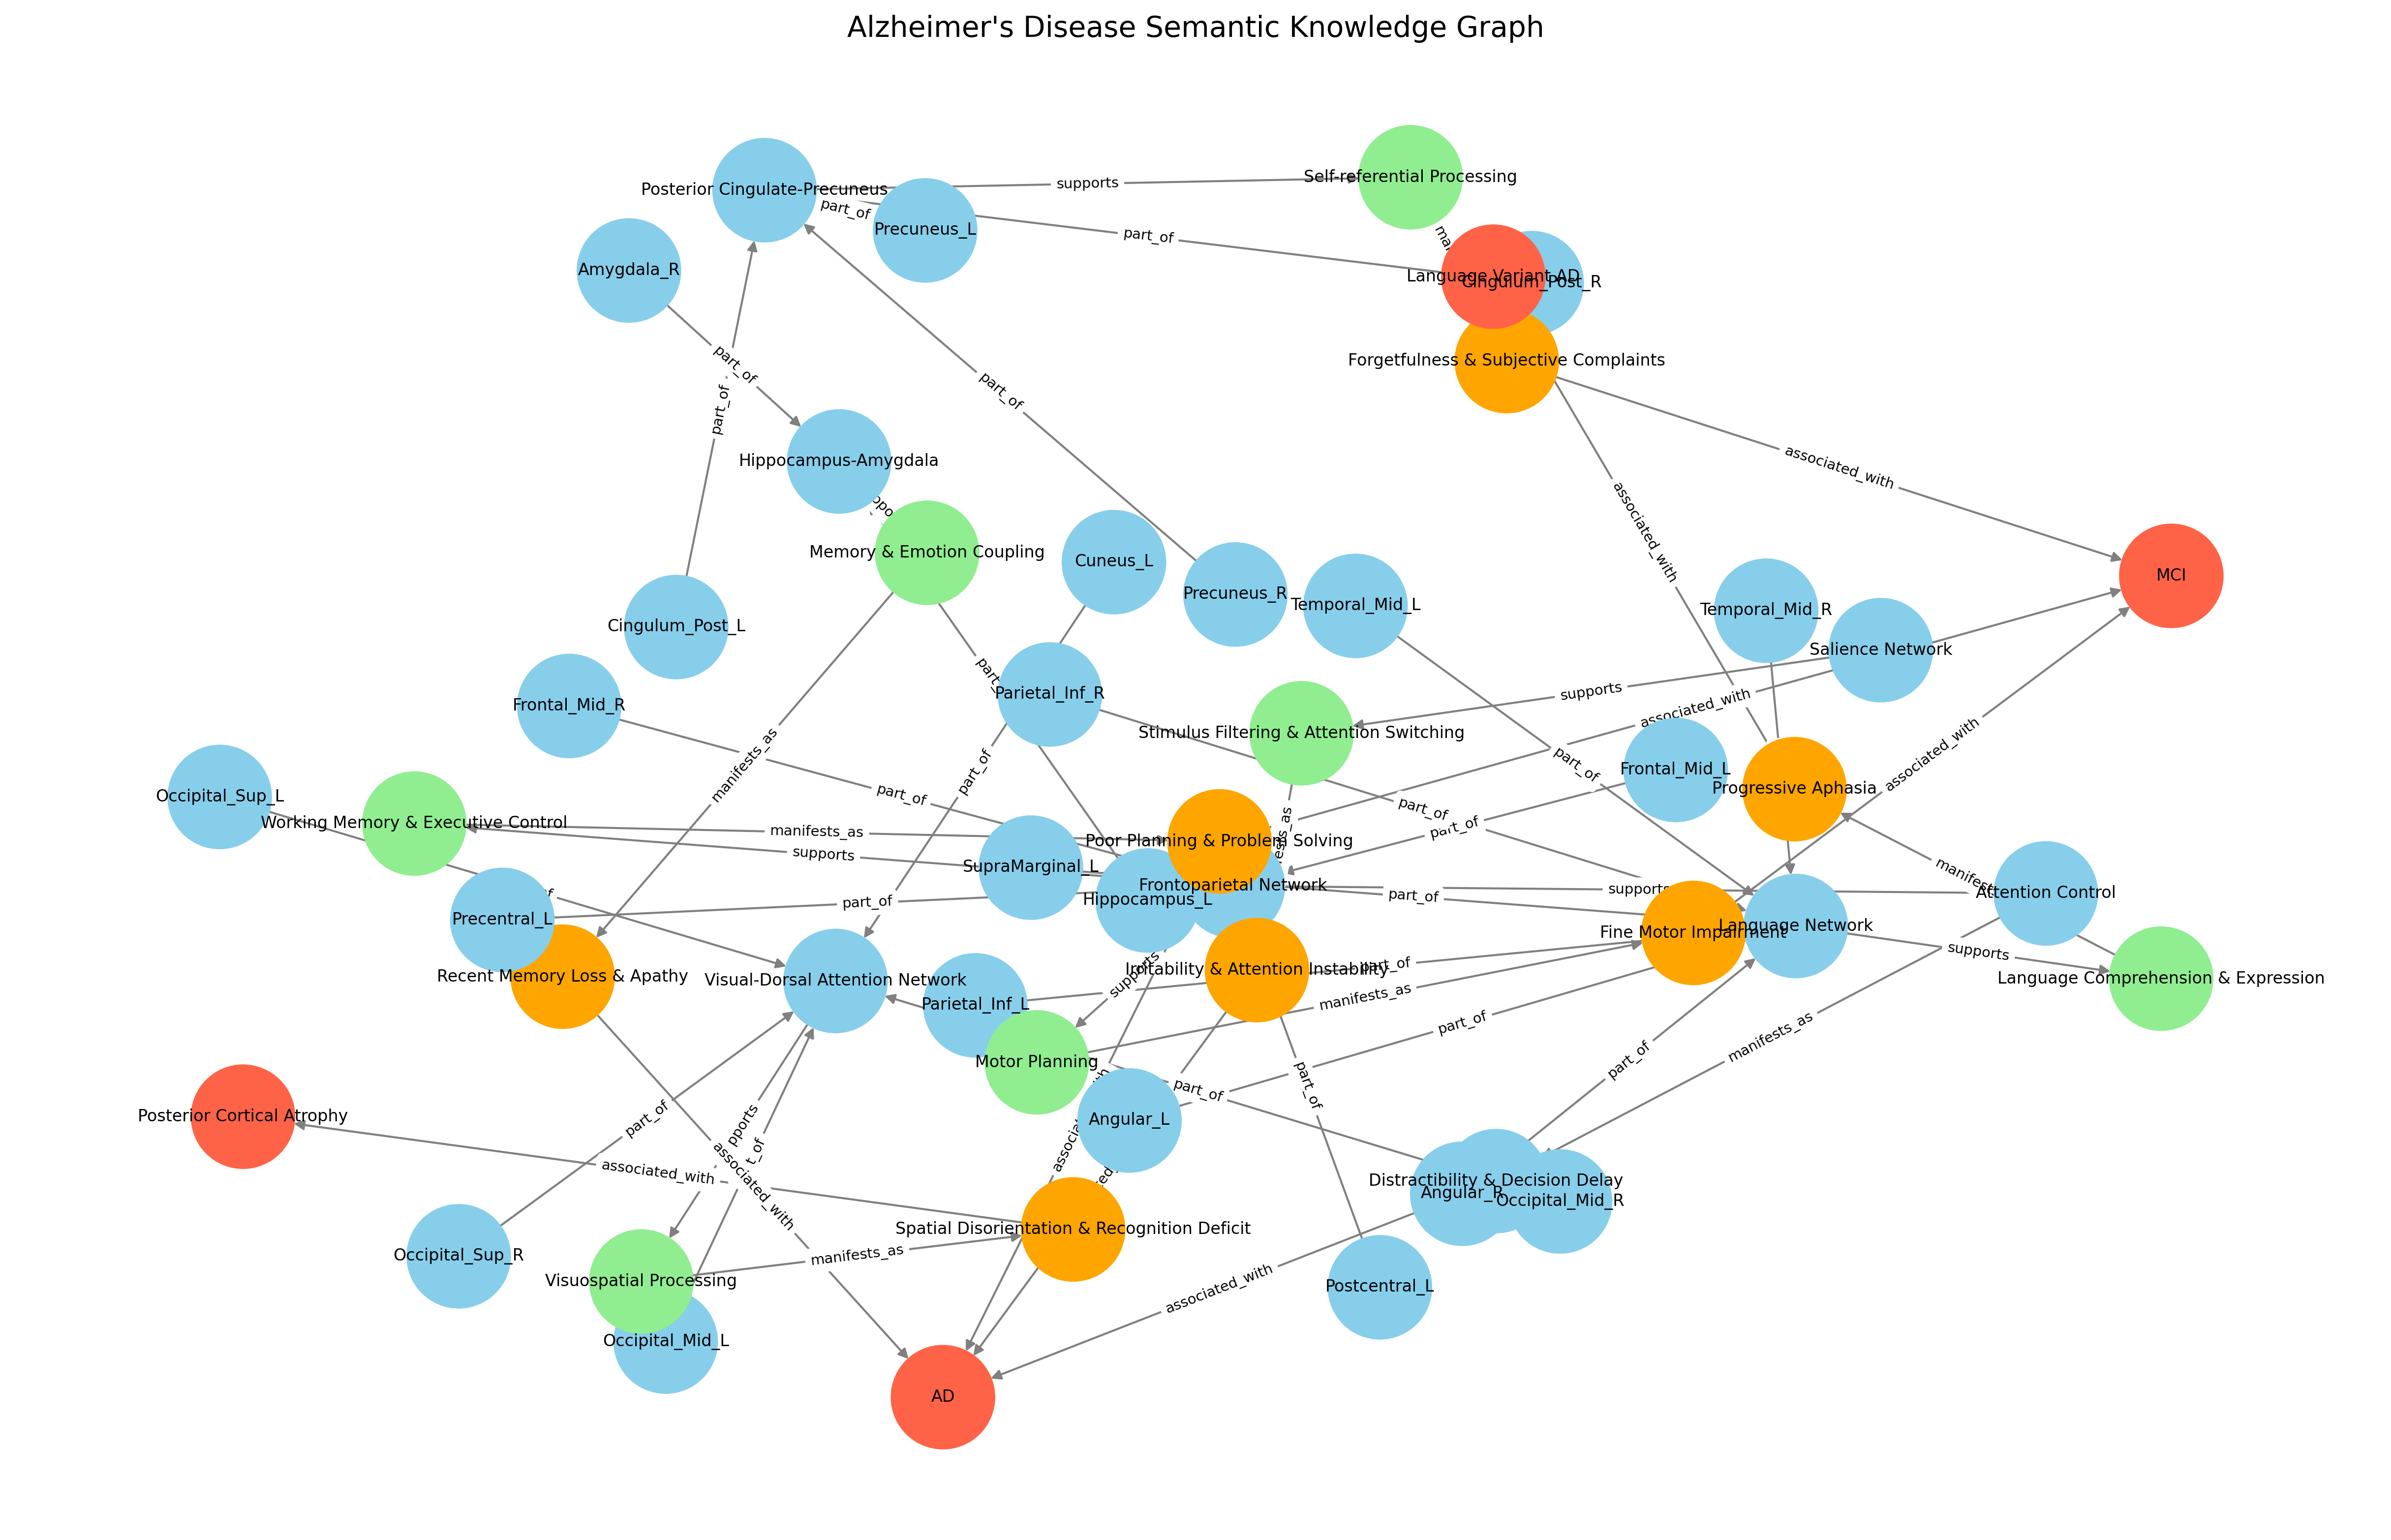 Alzheimer's Disease Semantic Knowledge Graph
Self-referential Processing
supports
Posterior Cingulate-Precuneus
part_of
Precuneus_L
part_of
Amygdala_R
Language Variant AD
Cingulum_Post_R
Forgetfulness & Subjective Complaints
part_of
part_of
part_of
Hippocampus-Amygdala
associated_with
associated_with
Memory & Emotion Coupling
Cuneus_L
MCI
Precuneus_R
Temporal_Mid_L
Temporal_Mid_R
Cingulum_Post_L
Salience Network
supports
Parietal_Inf_R
Frontal_Mid_R
associated_with
Stimulus Filtering & Attention Switching
manifests_as
part_of
part_of
associated_with
Frontal_Mid_L
Progressive Aphasia
Occipital_Sup_L
part_of
part_of
Working Memory & Executive Control
manifests_as
part_of
Poor Planning & Problem Solving
supports
SupraMarginal_L
Frontoparietal Network
supports
Attention Control
part_of
Hippocampus_L
part_of
Precentral_L
Language Network
Fine Motor Impairment
supports
Recent Memory Loss & Apathy
Visual-Dorsal Attention Network
supports
Irritability & Attention Instability
part_of
Language Comprehension & Expression
Parietal_Inf_L
manifests_as
part_of
manifests_as
Motor Planning
part_of
part_of
part_of
Posterior Cortical Atrophy
part_of
Angular_L
associated_with
associated_with
Distractibility & Decision Delay
Angular_R
Occipital_Mid_R
Spatial Disorientation & Recognition Deficit
Occipital_Sup_R
manifests_as
Visuospatial Processing
associated_with
Postcentral_L
Occipital_Mid_L
AD